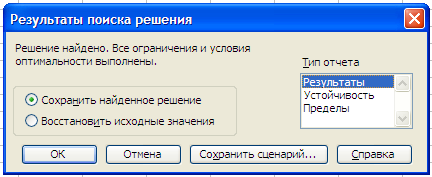 Результаты поиска решения
Решение найдено. Все ограничения и условия
оптимальности выполнены.
Тип отчета
Результаты
Устойчивость
Пределы
Сохранить найденное решение
Восстановить исходные значения
ОК
Отмена
Сохранить сценарий...
Справка